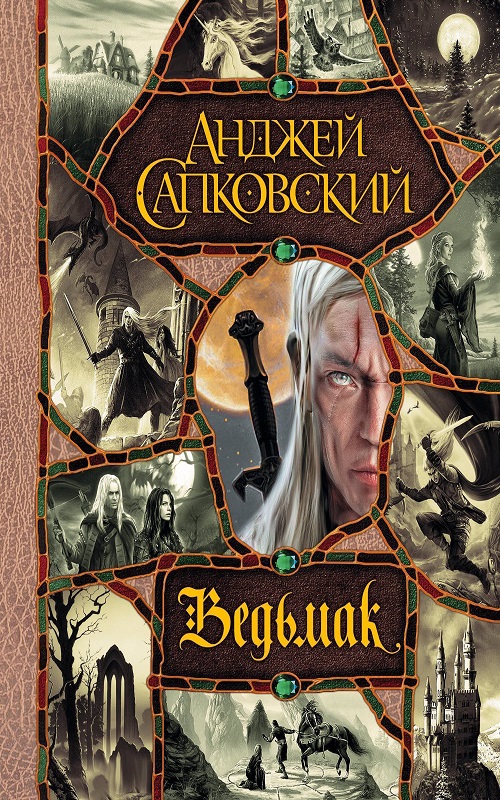 Анджей
Сапковский
Ведьмак